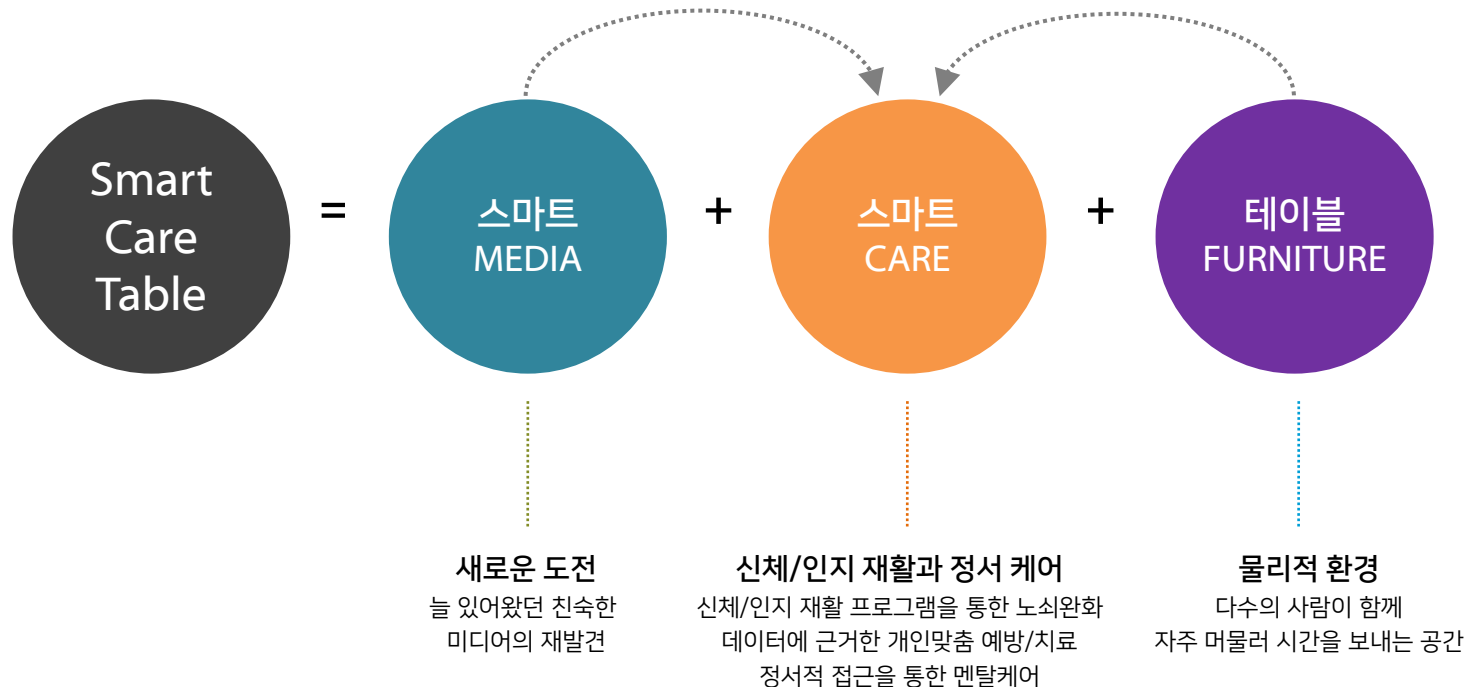 Smart
Care
Table
=
스마트
MEDIA
+
스마트
CARE
+
테이블
FURNITURE
새로운 도전
늘 있어왔던 친숙한
미디어의 재발견
신체/인지 재활과 정서 케어
신체/인지 재활 프로그램을 통한 노쇠완화
데이터에 근거한 개인맞춤 예방/치료
정서적 접근을 통한 멘탈케어
물리적 환경
다수의 사람이 함께
자주 머물러 시간을 보내는 공간